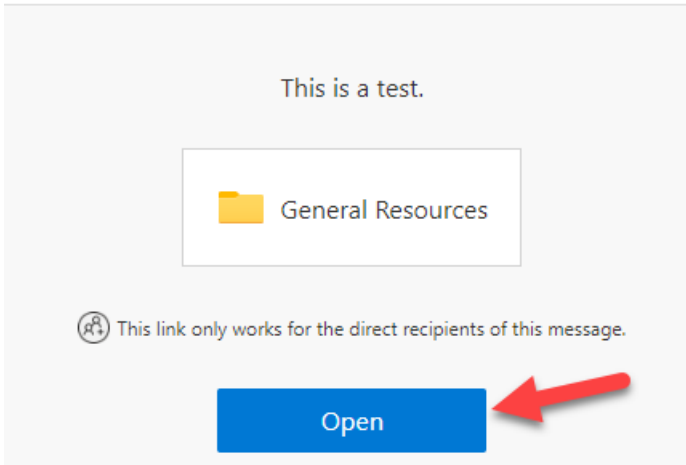 This is a test.
General Resources
This link only works for the direct recipients of this message.
Open